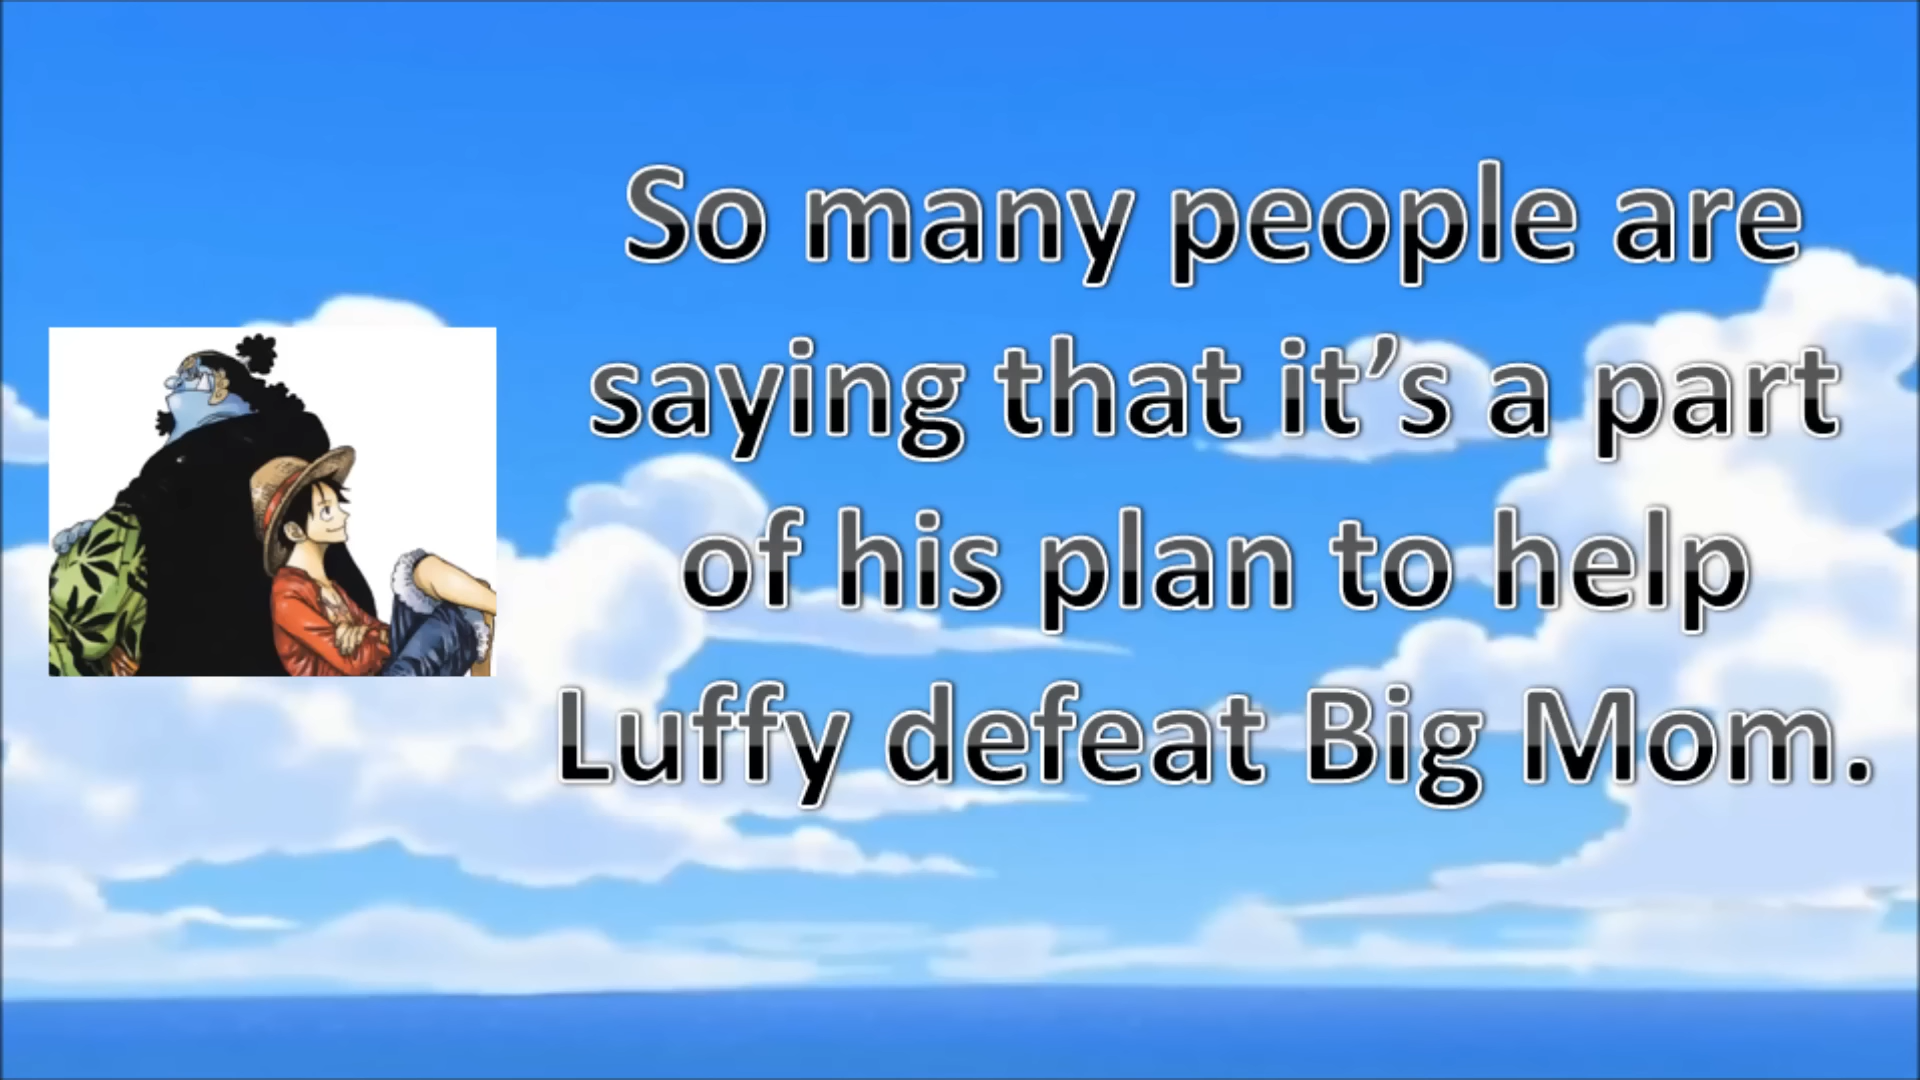 So many people are
saying that it’s a part
of his plan to help
Luffy defeat Big Mom.